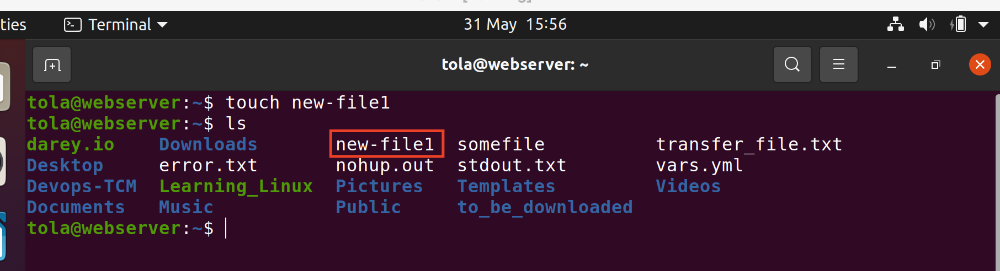 ties Terminal 31 May 15:56
tola@webserver: ~
tola@webserver:~$ touch new-file1
tola@webserver:~$ ls
darey.io Downloads new-file1 somefile transfer_file.txt
Desktop error.txt nohup.out stdout.txt vars.yml
Devops-TCM Learning_Linux Pictures Templates Videos
Documents Music Public to_be_downloaded
tola@webserver:~$